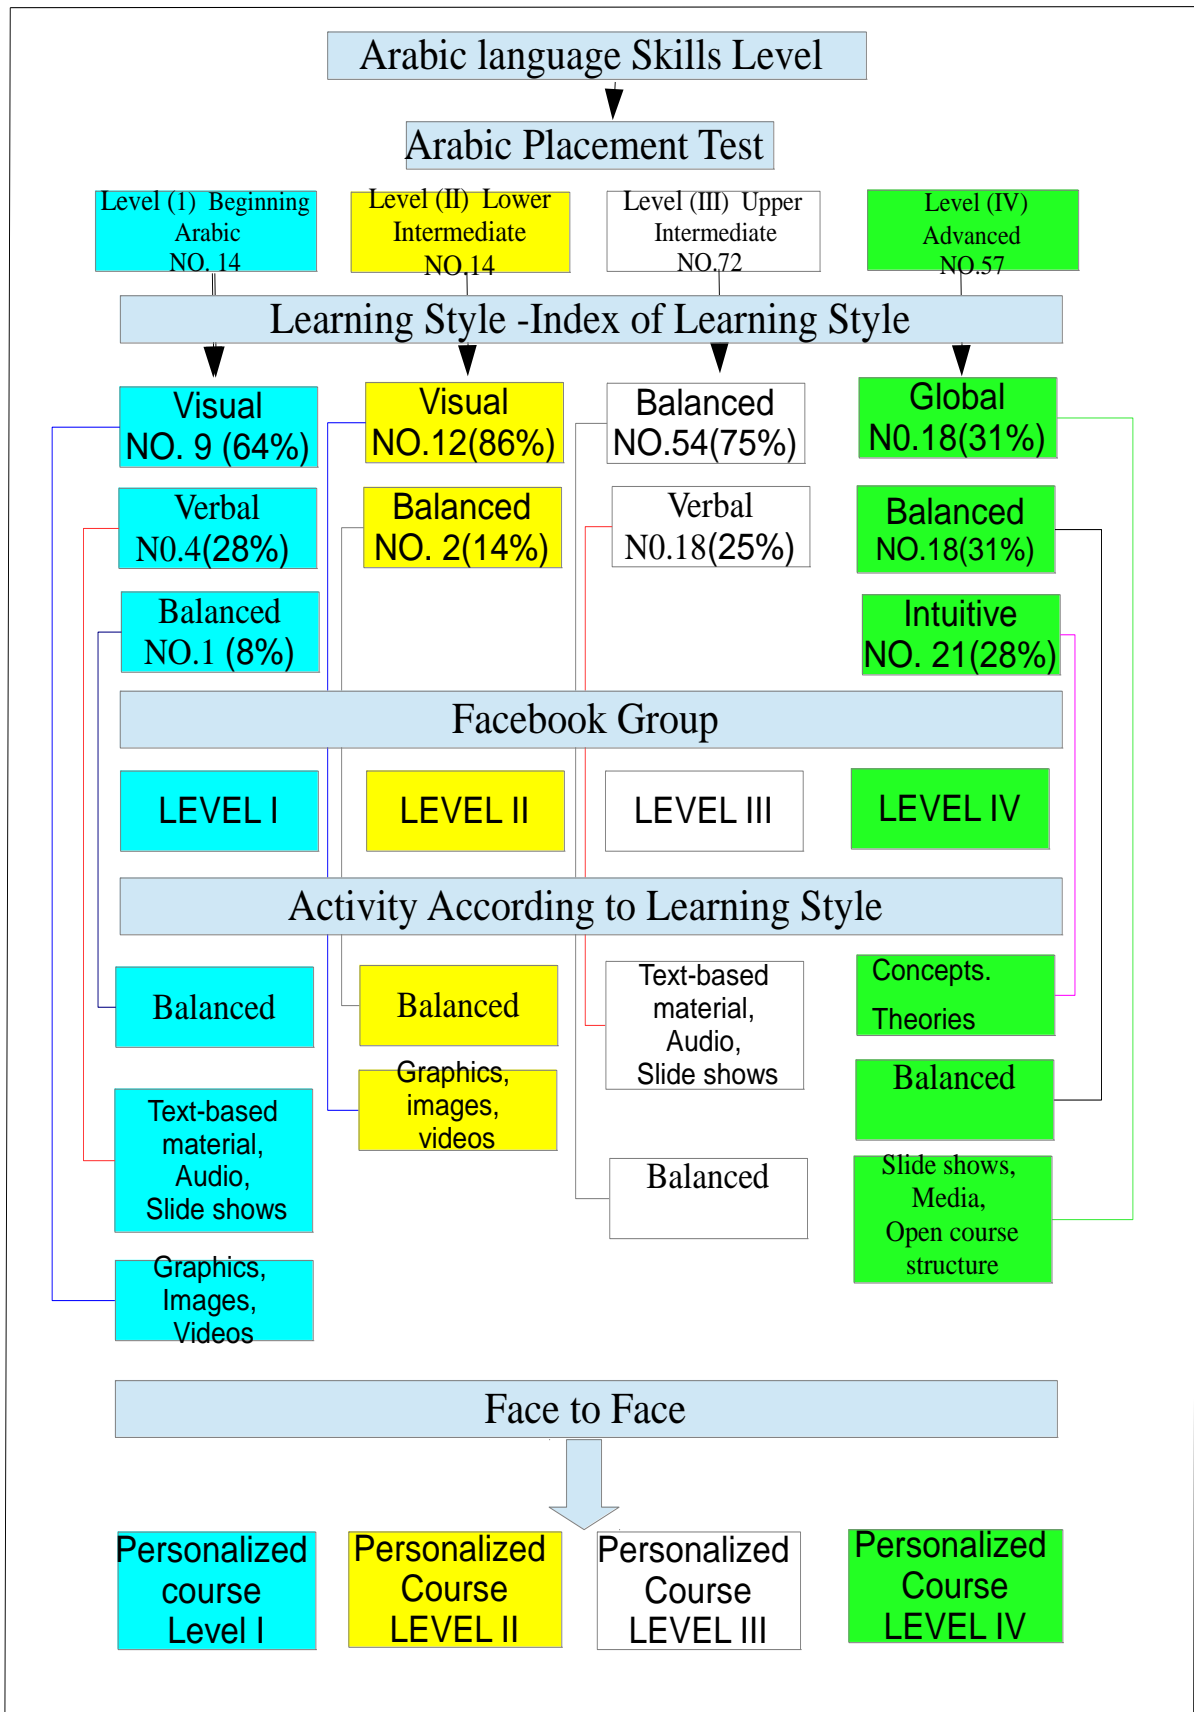 Arabic language Skills Level
Arabic Placement Test
Level (1) Beginning
Arabic
NO. 14
Level (II) Lower
Intermediate
NO.14
Level (III) Upper
Intermediate
NO.72
Level (IV)
Advanced
NO.57
Learning Style -Index of Learning Style
Visual
NO. 9 (64%)
Visual
NO.12(86%)
Balanced
NO.54(75%)
Global
N0.18(31%)
Verbal
N0.4(28%)
Balanced
NO. 2(14%)
Verbal
N0.18(25%)
Balanced
NO.18(31%)
Balanced
NO.1 (8%)
Intuitive
NO. 21(28%)
Facebook Group
LEVEL I
LEVEL II
LEVEL III
LEVEL IV
Activity According to Learning Style
Balanced
Balanced
Text-based
material,
Audio,
Slide shows
Concepts.
Theories
Text-based
material,
Audio,
Slide shows
Graphics,
images,
videos
Balanced
Balanced
Slide shows,
Media,
Open course
structure
Graphics,
Images,
Videos
Face to Face
Personalized
course
Level I
Personalized
Course
LEVEL II
Personalized
Course
LEVEL III
Personalized
Course
LEVEL IV